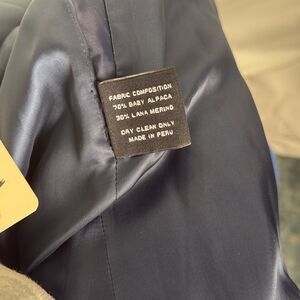 FABRIC COMPOSITION
70% BABY ALPACA
30% LANA MERINO
DRY CLEAN ONLY
MADE IN PERU